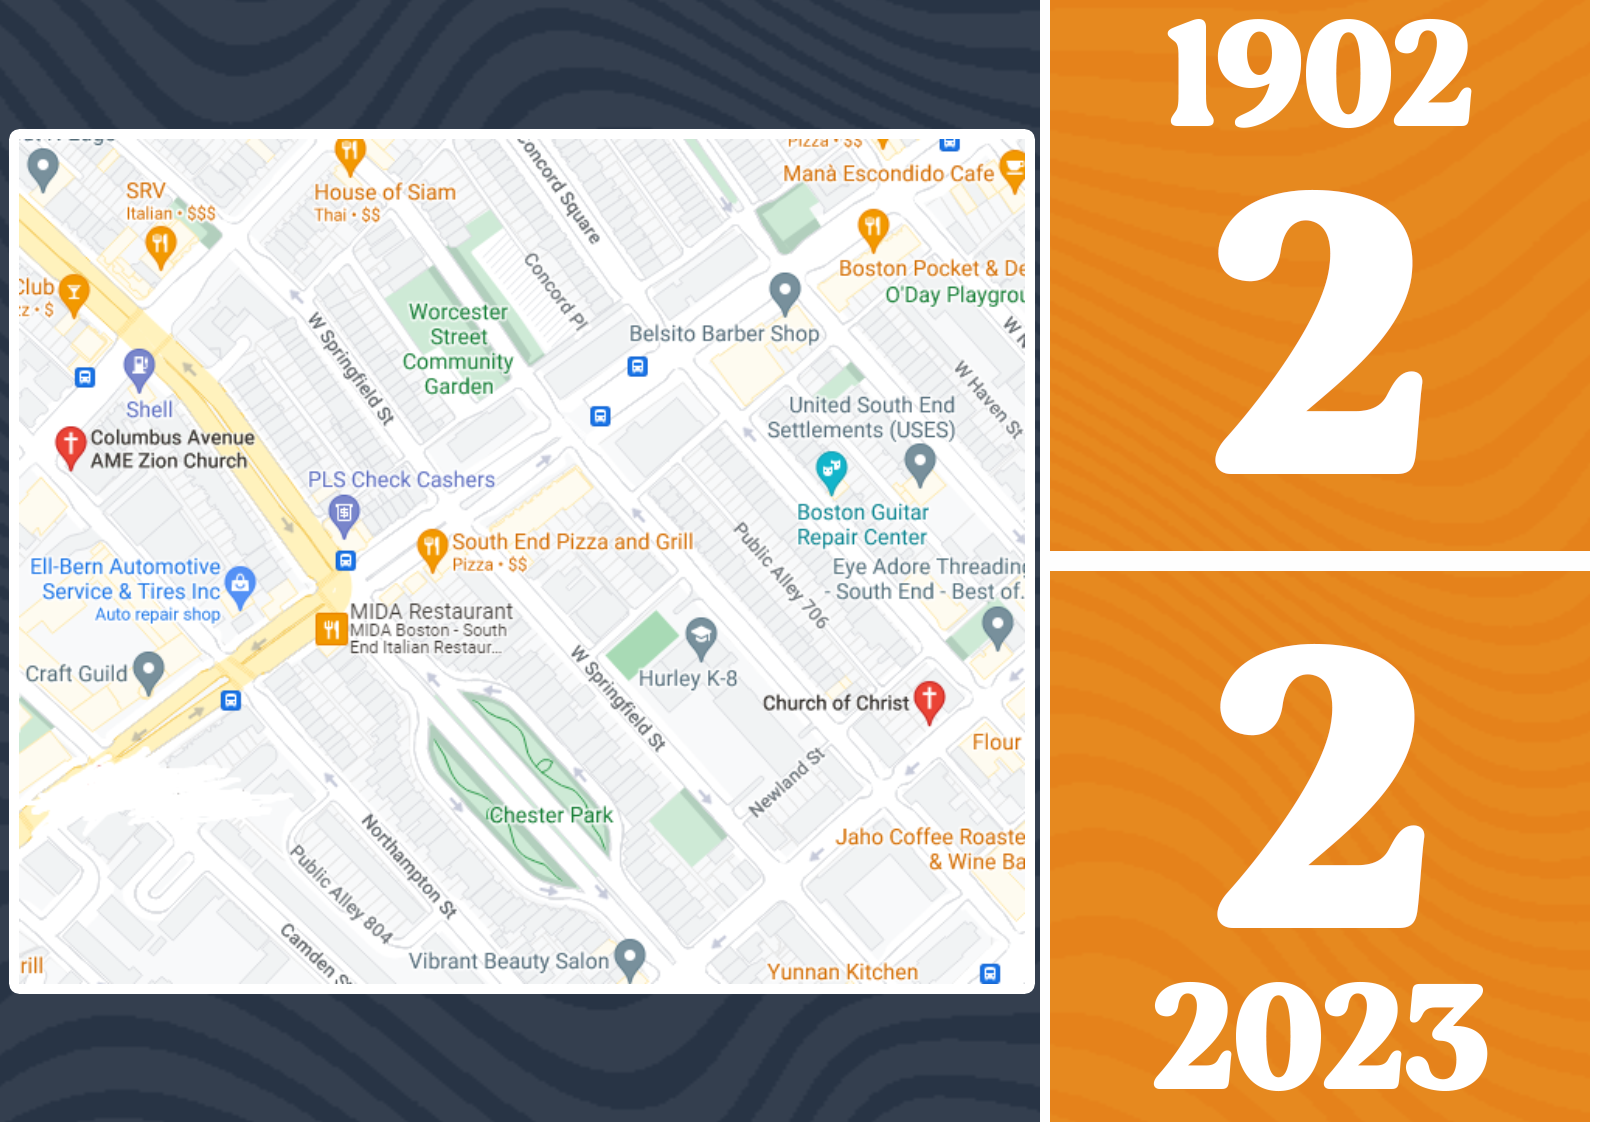 SRV
Italian • $$$
House of Siam
Thai • $$
Concord Square
Pizza • $$
Manà Escondido Cafe
Club
zz • $
Concord Pl
Boston Pocket & De
O'Day Playgrou
Worcester
Street
Community
Garden
W Springfield St
Belsito Barber Shop
Shell
W Haven St
United South End
Settlements (USES)
Columbus Avenue
AME Zion Church
PLS Check Cashers
Boston Guitar
Repair Center
South End Pizza and Grill
Pizza • $$
Public Alley 706
Eye Adore Threading
- South End - Best of...
Ell-Bern Automotive
Service & Tires Inc
Auto repair shop
MIDA Restaurant
MIDA Boston - South
End Italian Restaur...
Craft Guild
W Springfield St
Hurley K-8
Church of Christ
Flour
Newland St
Chester Park
Northampton St
Public Alley 804
Jaho Coffee Roaste
& Wine Ba
Camden S
rill
Vibrant Beauty Salon
Yunnan Kitchen
1902
2
2
2023